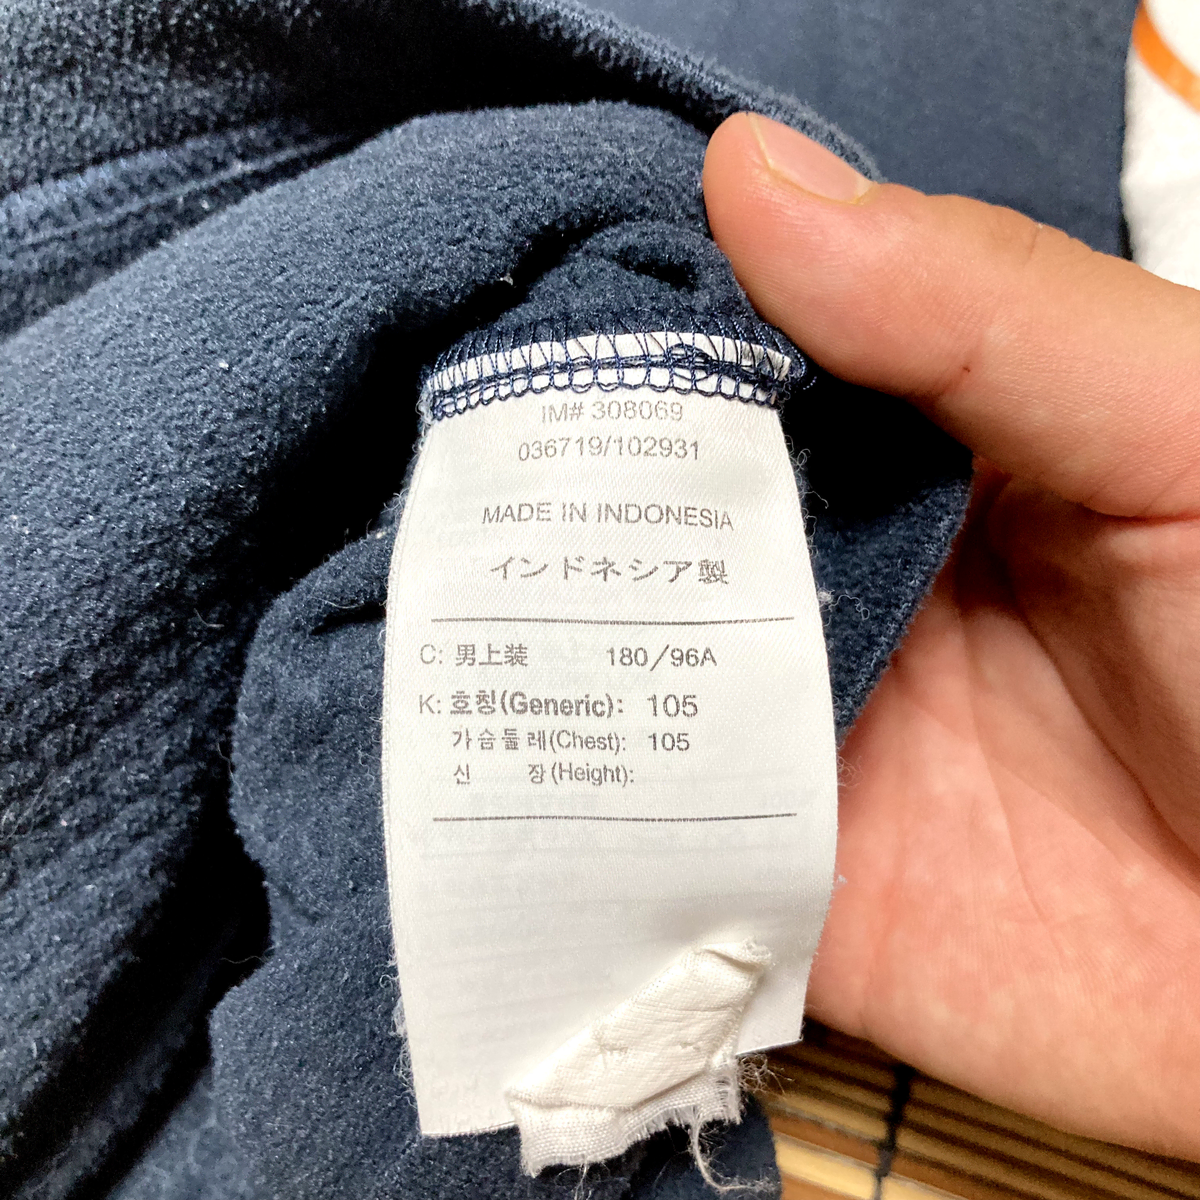 IM# 308069
036719/102931
MADE IN INDONESIA
インドネシア製
C: 男上装 180/96A
K: 호칭(Generic): 105
가슴둘레(Chest): 105
신 장(Height):